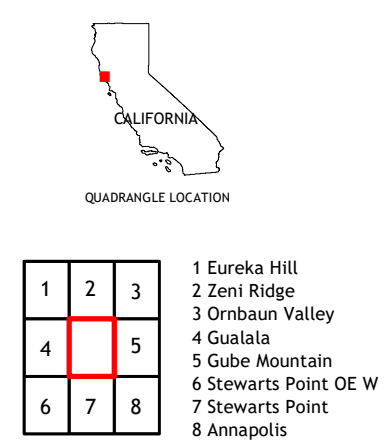 CALIFORNIA
QUADRANGLE LOCATION
1 2 3
4 5
6 7 8
1 Eureka Hill
2 Zeni Ridge
3 Ornbaun Valley
4 Gualala
5 Gube Mountain
6 Stewarts Point OE W
7 Stewarts Point
8 Annapolis